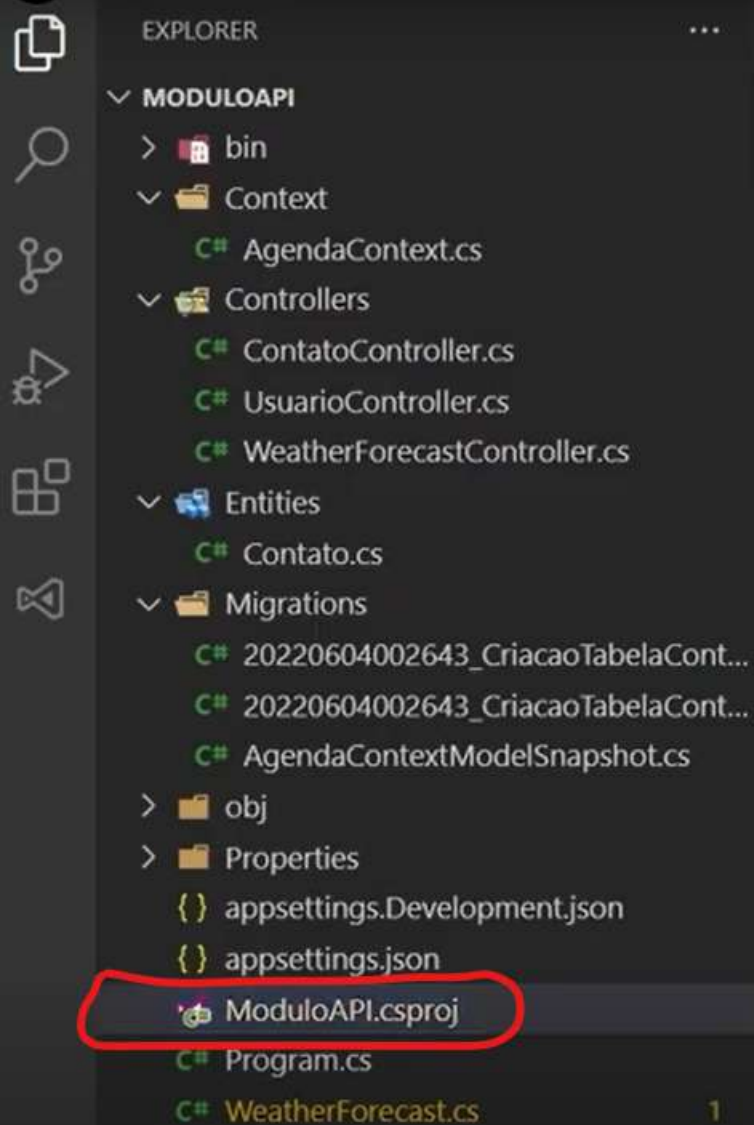 EXPLORER ...
MODULOAPI
bin
Context
C# AgendaContext.cs
Controllers
C# ContatoController.cs
C# UsuarioController.cs
C# WeatherForecastController.cs
Entities
C# Contato.cs
Migrations
C# 20220604002643_CriacaoTabelaCont...
C# 20220604002643_CriacaoTabelaCont...
C# AgendaContextModelSnapshot.cs
obj
Properties
{ } appsettings.Development.json
{ } appsettings.json
ModuloAPI.csproj
C# Program.cs
C# WeatherForecast.cs 1